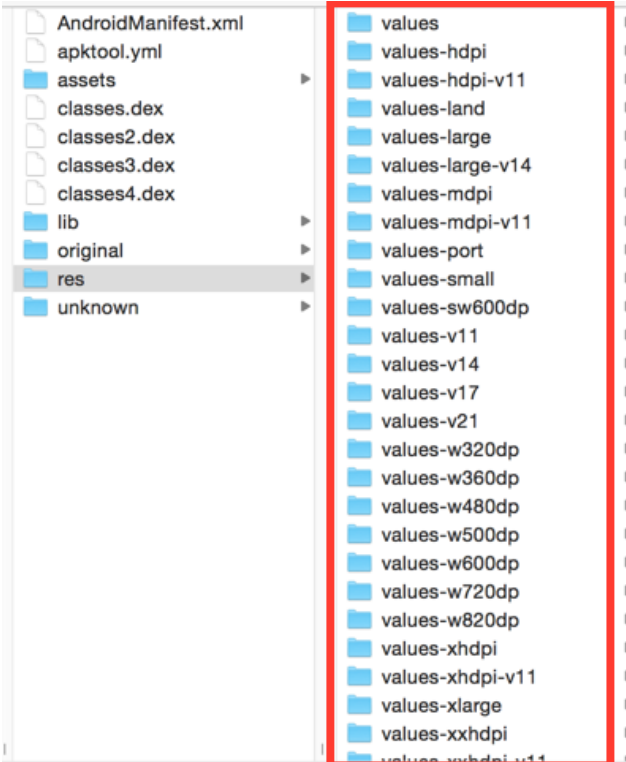 AndroidManifest.xml
apktool.yml
assets
classes.dex
classes2.dex
classes3.dex
classes4.dex
lib
original
res
unknown
values
values-hdpi
values-hdpi-v11
values-land
values-large
values-large-v14
values-mdpi
values-mdpi-v11
values-port
values-small
values-sw600dp
values-v11
values-v14
values-v17
values-v21
values-w320dp
values-w360dp
values-w480dp
values-w500dp
values-w600dp
values-w720dp
values-w820dp
values-xhdpi
values-xhdpi-v11
values-xlarge
values-xxhdpi
values-xxhdpi-v11